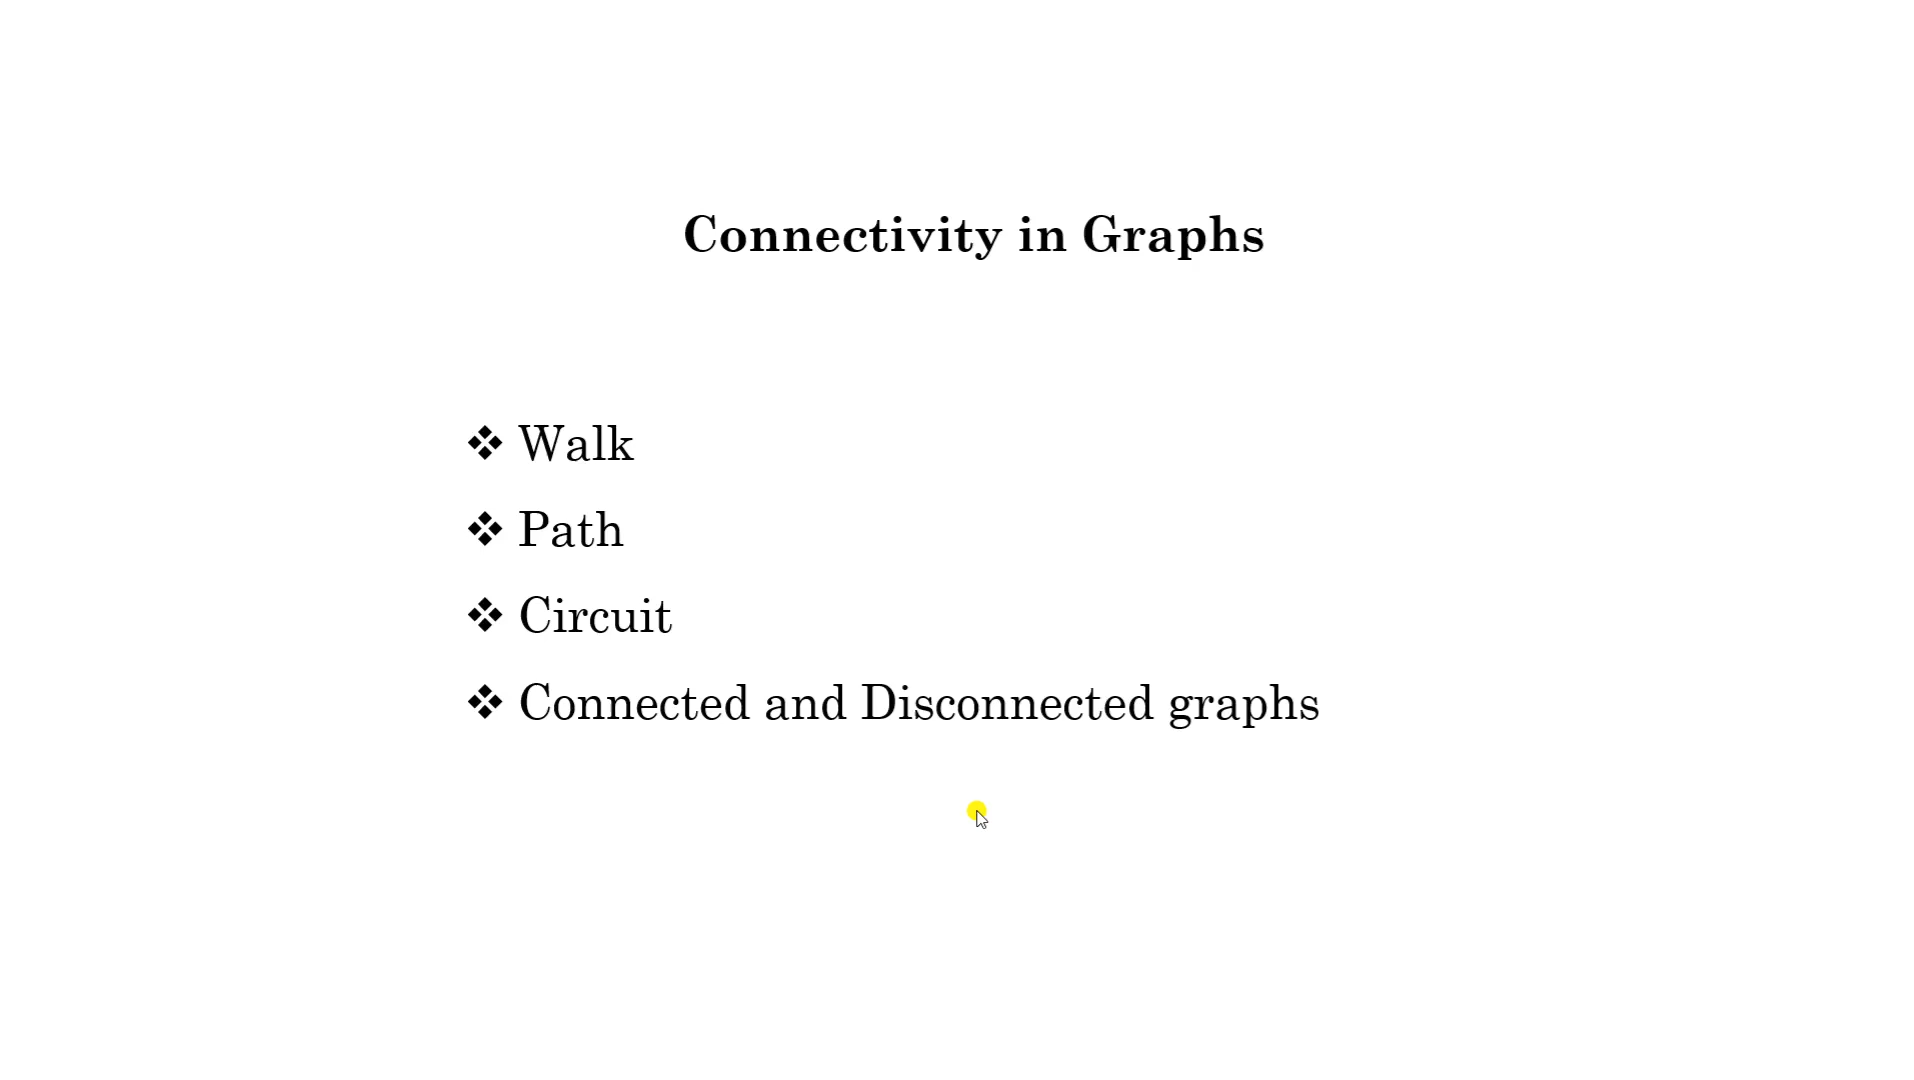 Connectivity in Graphs
❖ Walk
❖ Path
❖ Circuit
❖ Connected and Disconnected graphs